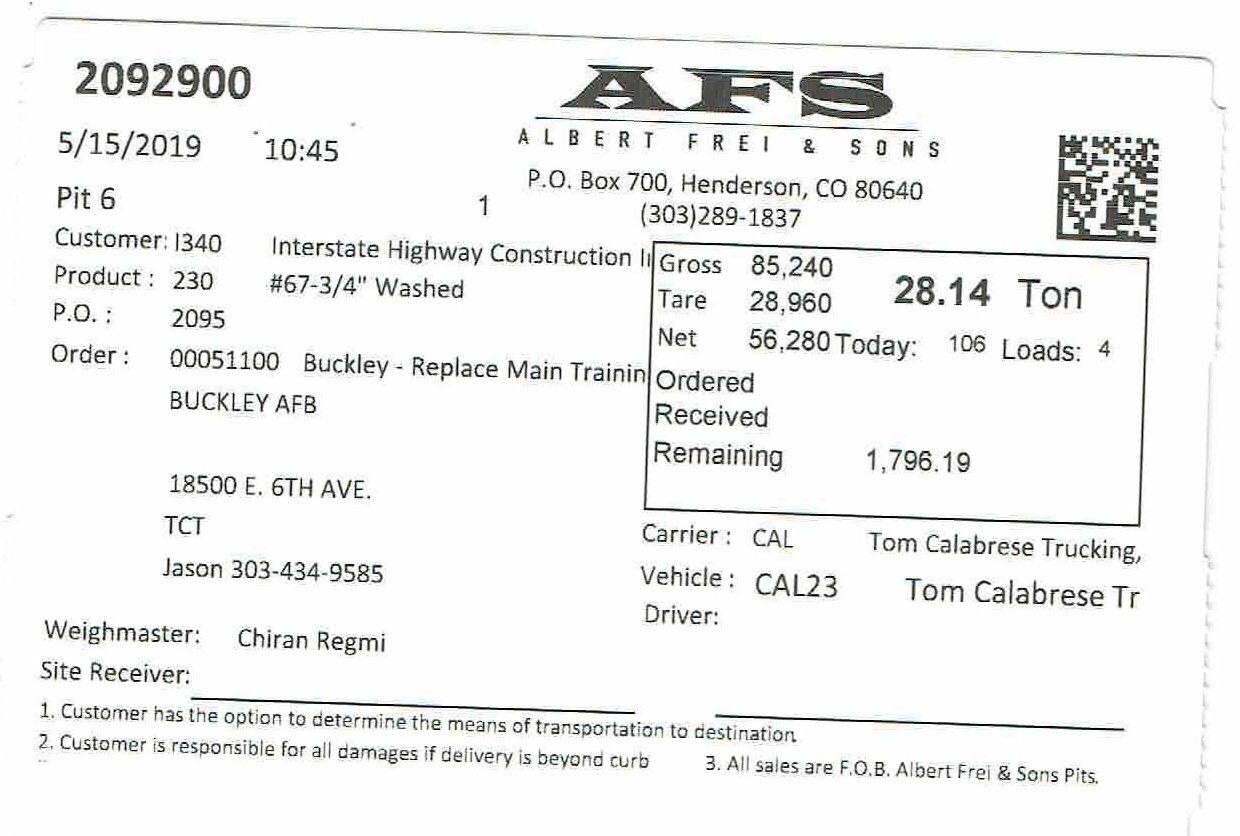 2092900
AFS
ALBERT FREI & SONS
5/15/2019 10:45
P.O. Box 700, Henderson, CO 80640
(303)289-1837
Pit 6 1
Customer: I340 Interstate Highway Construction I
Product : 230 #67-3/4" Washed
P.O. : 2095
Order : 00051100 Buckley - Replace Main Trainin
BUCKLEY AFB
18500 E. 6TH AVE.
TCT
Jason 303-434-9585
Gross 85,240 28.14 Ton
Tare 28,960
Net 56,280 Today: 106 Loads: 4
Ordered
Received
Remaining 1,796.19
Carrier : CAL Tom Calabrese Trucking,
Vehicle : CAL23 Tom Calabrese Tr
Driver:
Weighmaster: Chiran Regmi
Site Receiver:
1. Customer has the option to determine the means of transportation to destination
2. Customer is responsible for all damages if delivery is beyond curb 3. All sales are F.O.B. Albert Frei & Sons Pits.